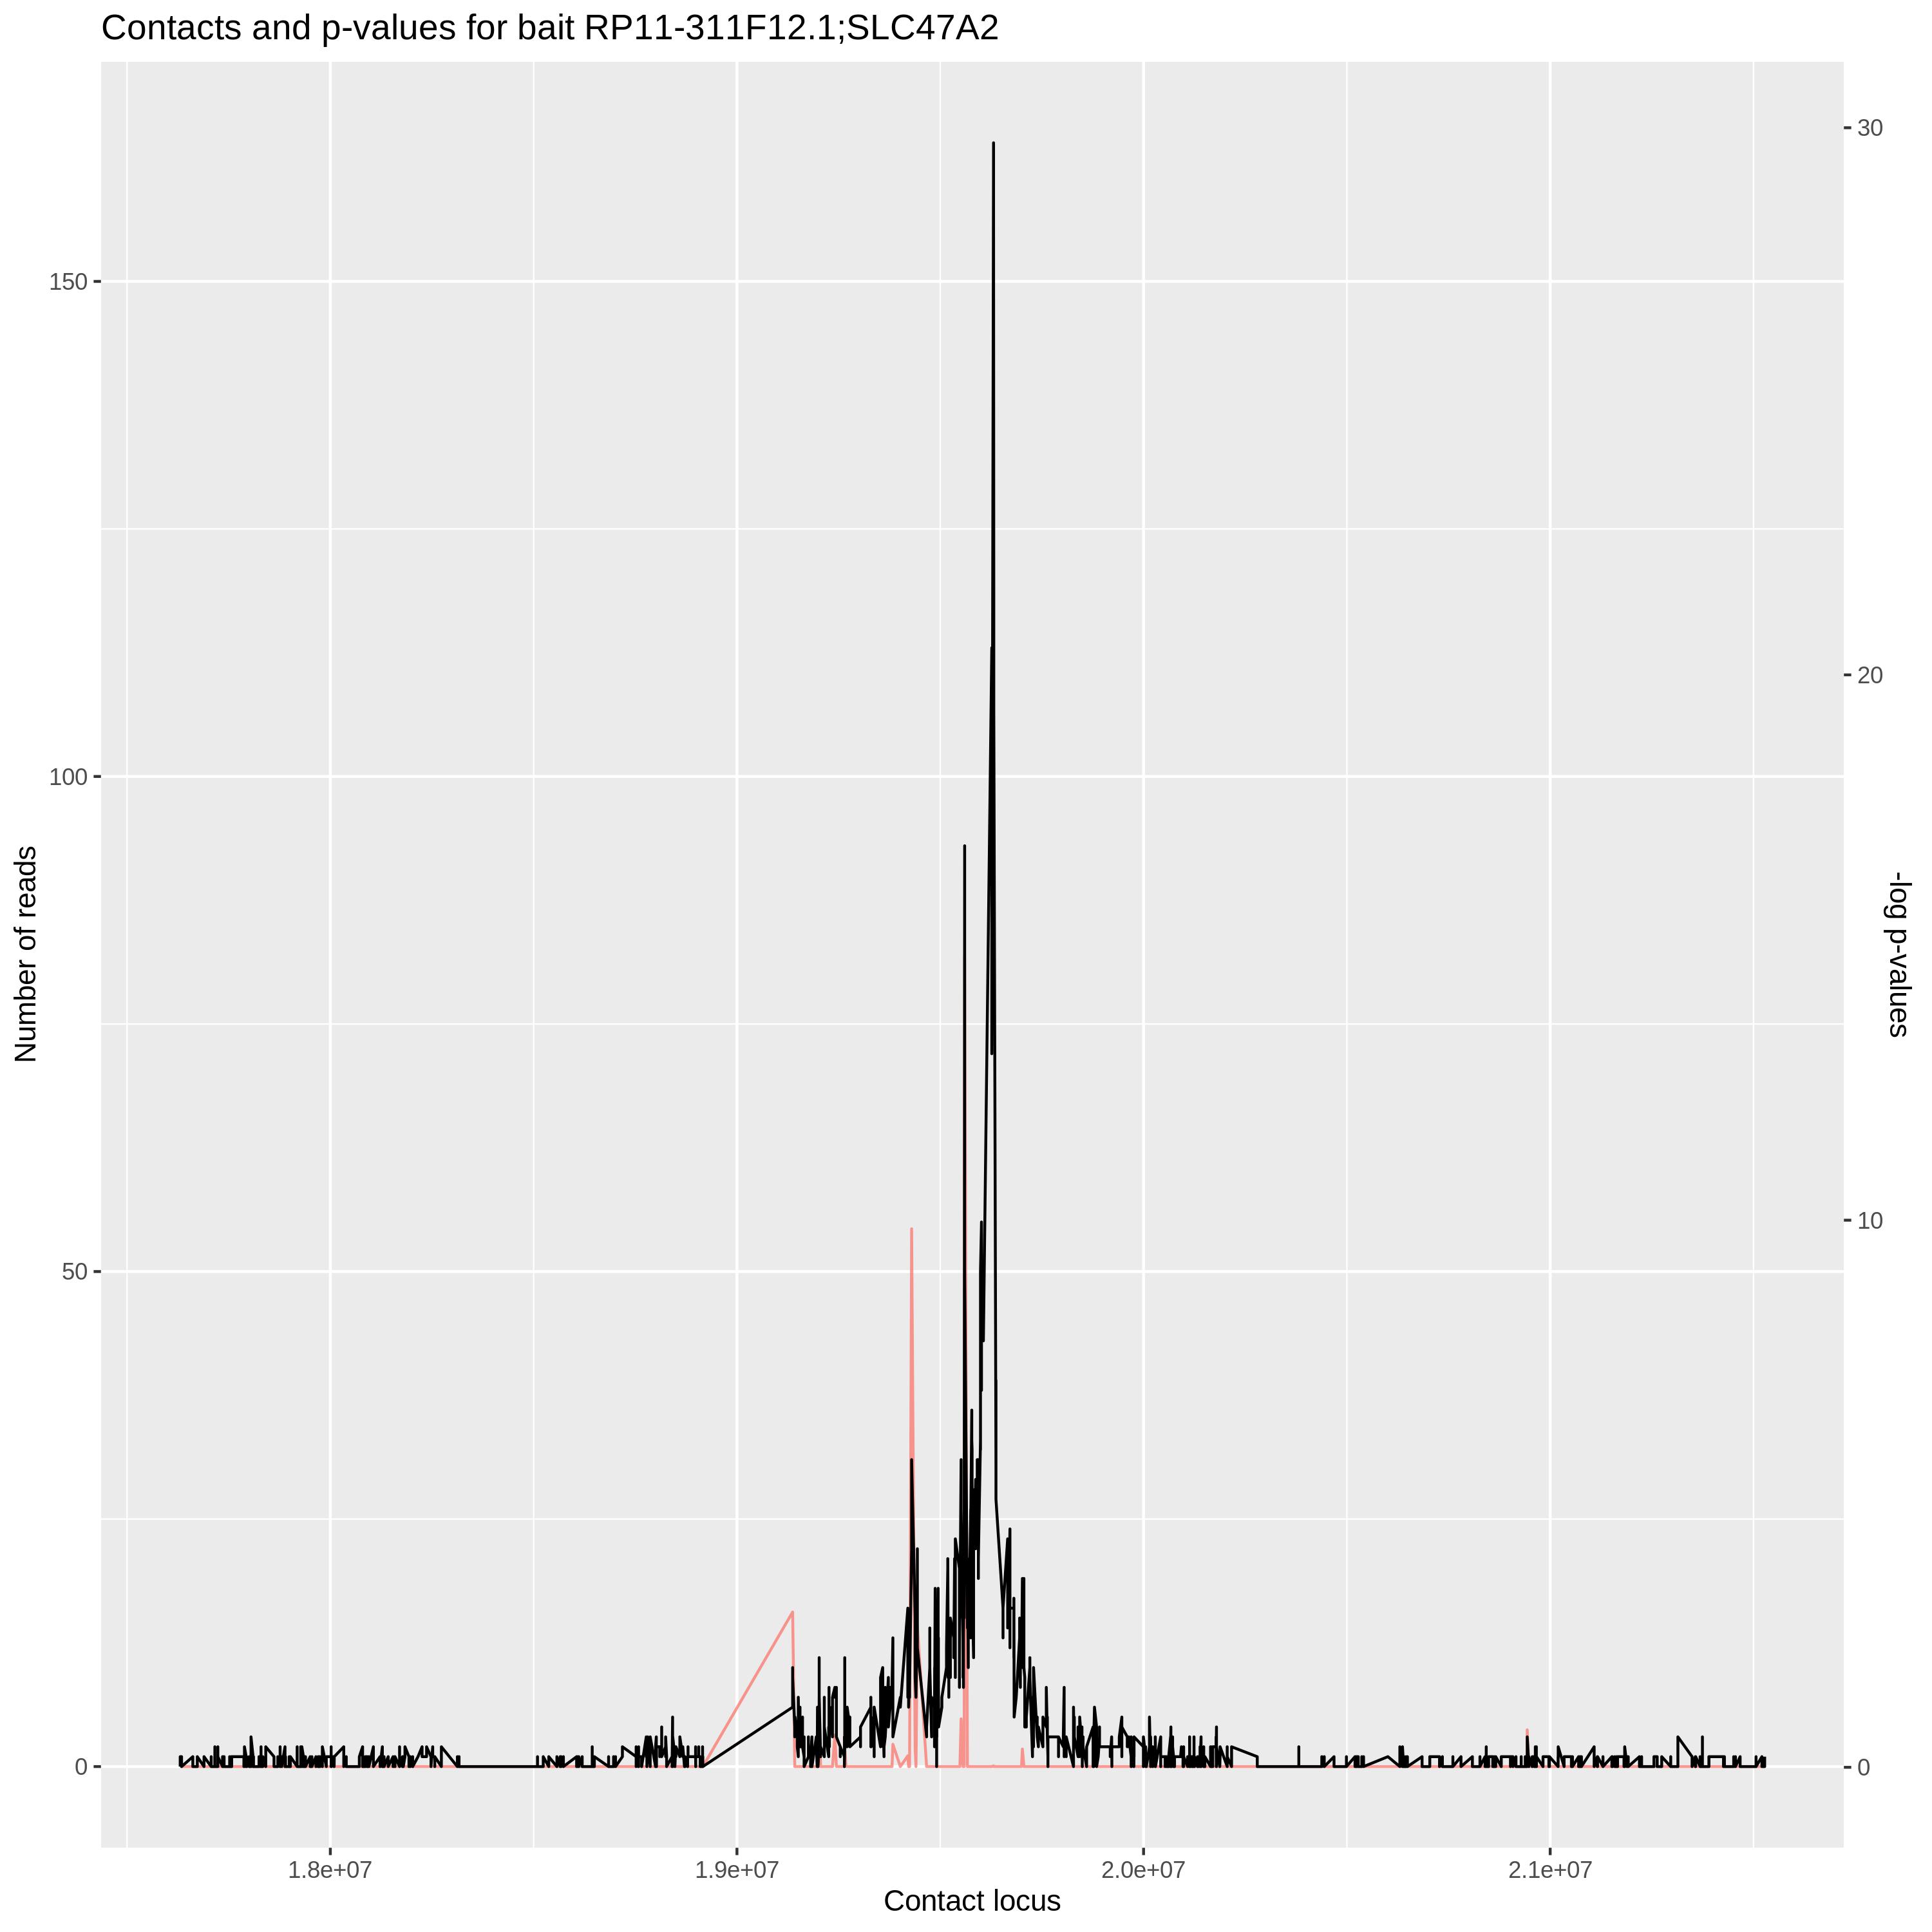 Contacts and p-values for bait RP11-311F12.1;SLC47A2
150
100
50
0
Number of reads
30
20
10
0
-log p-values
1.8e+07
1.9e+07
2.0e+07
2.1e+07
Contact locus